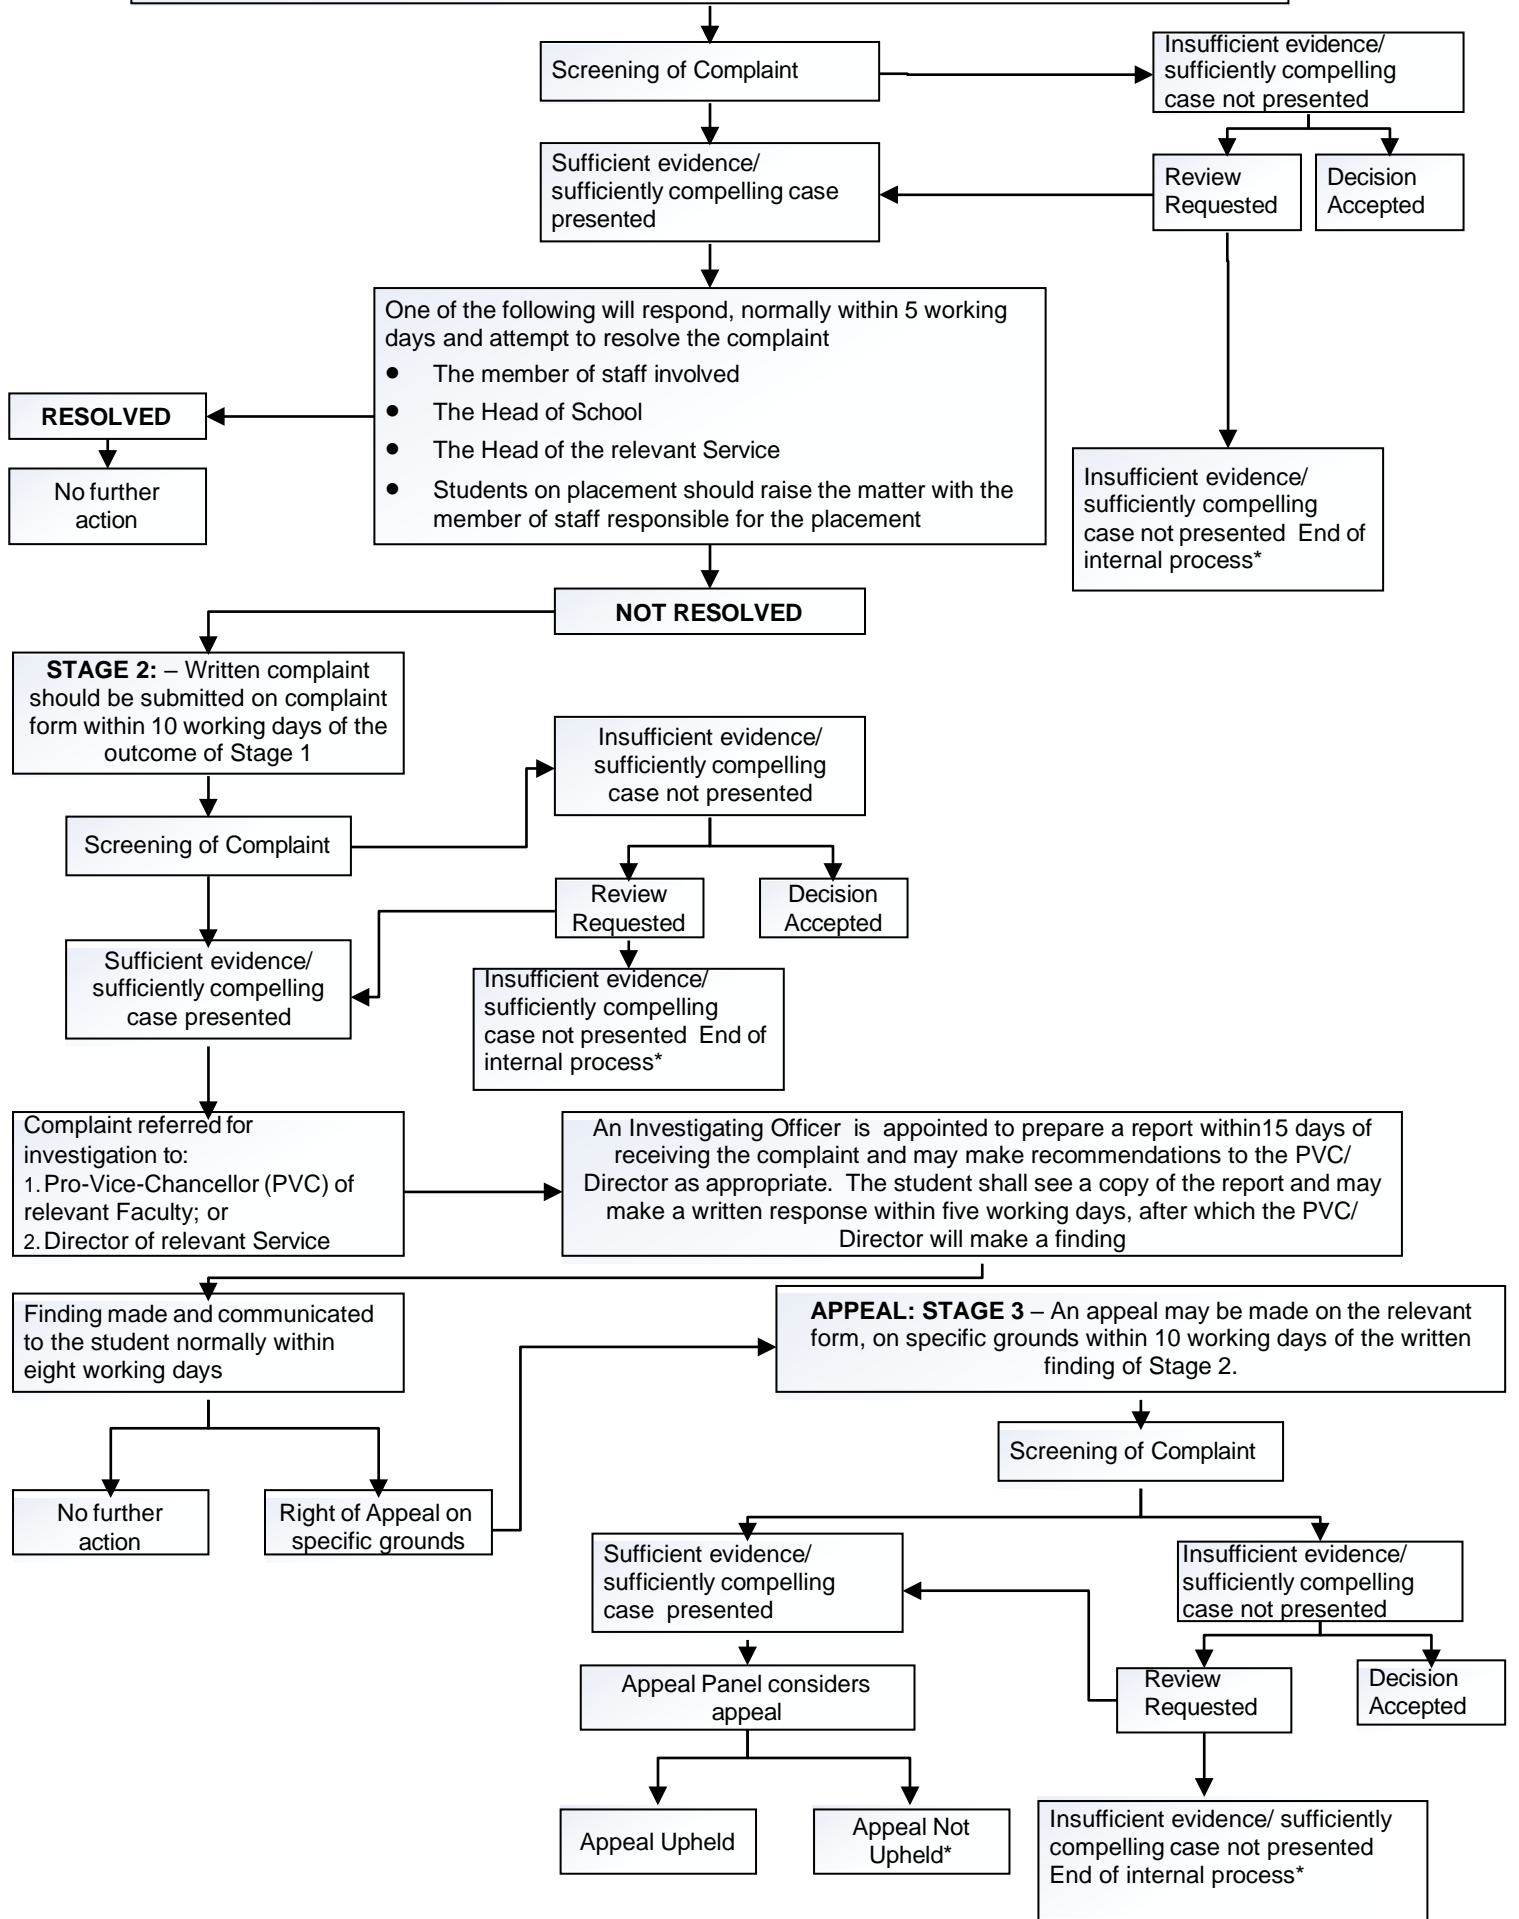 Screening of Complaint
Insufficient evidence/
sufficiently compelling
case not presented
Sufficient evidence/
sufficiently compelling case
presented
Review
Requested
Decision
Accepted
One of the following will respond, normally within 5 working
days and attempt to resolve the complaint
● The member of staff involved
● The Head of School
● The Head of the relevant Service
● Students on placement should raise the matter with the
member of staff responsible for the placement
RESOLVED
No further
action
Insufficient evidence/
sufficiently compelling
case not presented End of
internal process*
NOT RESOLVED
STAGE 2: – Written complaint
should be submitted on complaint
form within 10 working days of the
outcome of Stage 1
Insufficient evidence/
sufficiently compelling
case not presented
Screening of Complaint
Review
Requested
Decision
Accepted
Sufficient evidence/
sufficiently compelling
case presented
Insufficient evidence/
sufficiently compelling
case not presented End of
internal process*
Complaint referred for
investigation to:
1. Pro-Vice-Chancellor (PVC) of
relevant Faculty; or
2. Director of relevant Service
An Investigating Officer is appointed to prepare a report within15 days of
receiving the complaint and may make recommendations to the PVC/
Director as appropriate. The student shall see a copy of the report and may
make a written response within five working days, after which the PVC/
Director will make a finding
Finding made and communicated
to the student normally within
eight working days
APPEAL: STAGE 3 – An appeal may be made on the relevant
form, on specific grounds within 10 working days of the written
finding of Stage 2.
Screening of Complaint
No further
action
Right of Appeal on
specific grounds
Sufficient evidence/
sufficiently compelling
case presented
Insufficient evidence/
sufficiently compelling
case not presented
Appeal Panel considers
appeal
Review
Requested
Decision
Accepted
Appeal Upheld
Appeal Not
Upheld*
Insufficient evidence/ sufficiently
compelling case not presented
End of internal process*